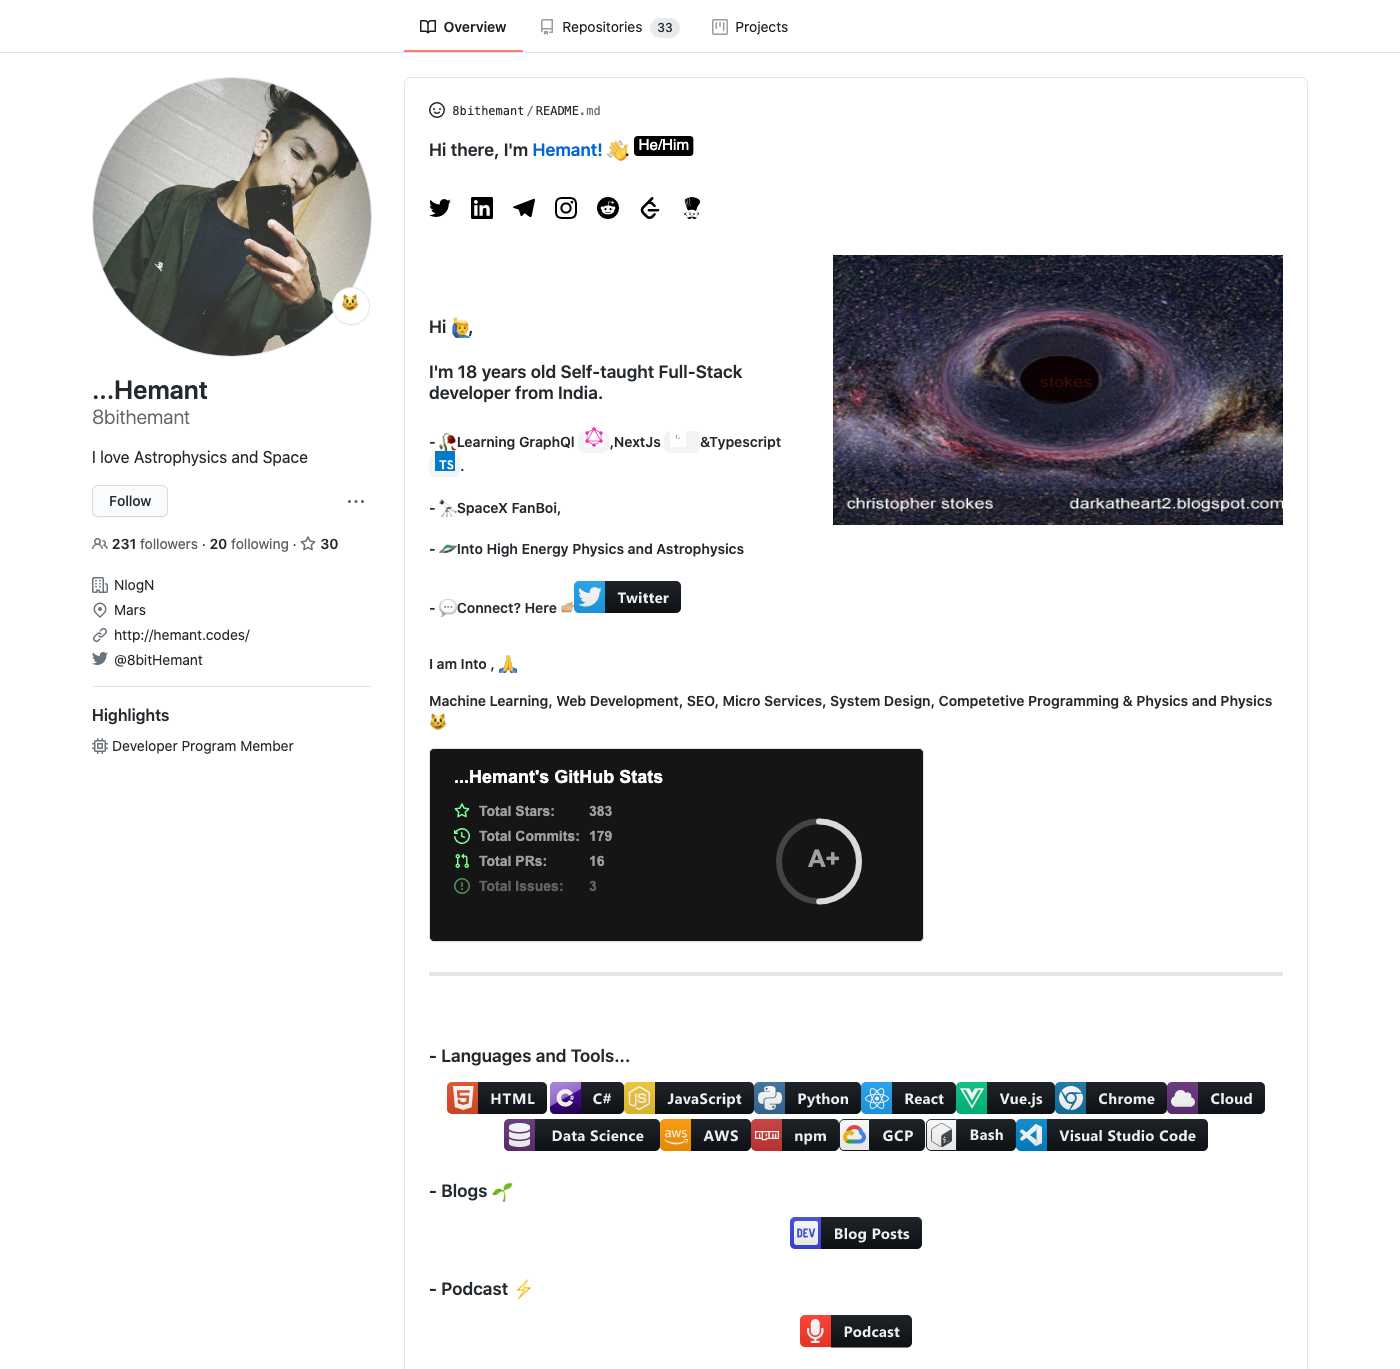 Overview
Repositories 33
Projects
8bithemant/README.md
Hi there, I'm Hemant! 👋 He/Him
...Hemant
8bithemant
I love Astrophysics and Space
Follow
231 followers · 20 following · 30
NlogN
Mars
http://hemant.codes/
@8bitHemant
Highlights
Developer Program Member
Hi 🙋‍♂️,
I'm 18 years old Self-taught Full-Stack
developer from India.
- Learning GraphQl ,NextJs &Typescript
TS .
- SpaceX FanBoi,
- Into High Energy Physics and Astrophysics
- 💬Connect? Here Twitter
stokes
christopher stokes darkatheart2.blogspot.com
I am Into , 🙏
Machine Learning, Web Development, SEO, Micro Services, System Design, Competetive Programming & Physics and Physics
😼
...Hemant's GitHub Stats
Total Stars: 383
Total Commits: 179
Total PRs: 16
Total Issues: 3
A+
- Languages and Tools...
HTML C# JS JavaScript Python React Vue.js Chrome Cloud
Data Science aws AWS npm npm GCP Bash Visual Studio Code
- Blogs 🌱
DEV Blog Posts
- Podcast ⚡
Podcast